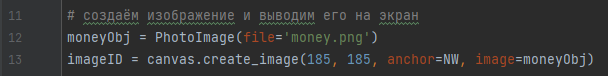 11 # создаём изображение и выводим его на экран
12 moneyObj = PhotoImage(file='money.png')
13 imageID = canvas.create_image(185, 185, anchor=NW, image=moneyObj)